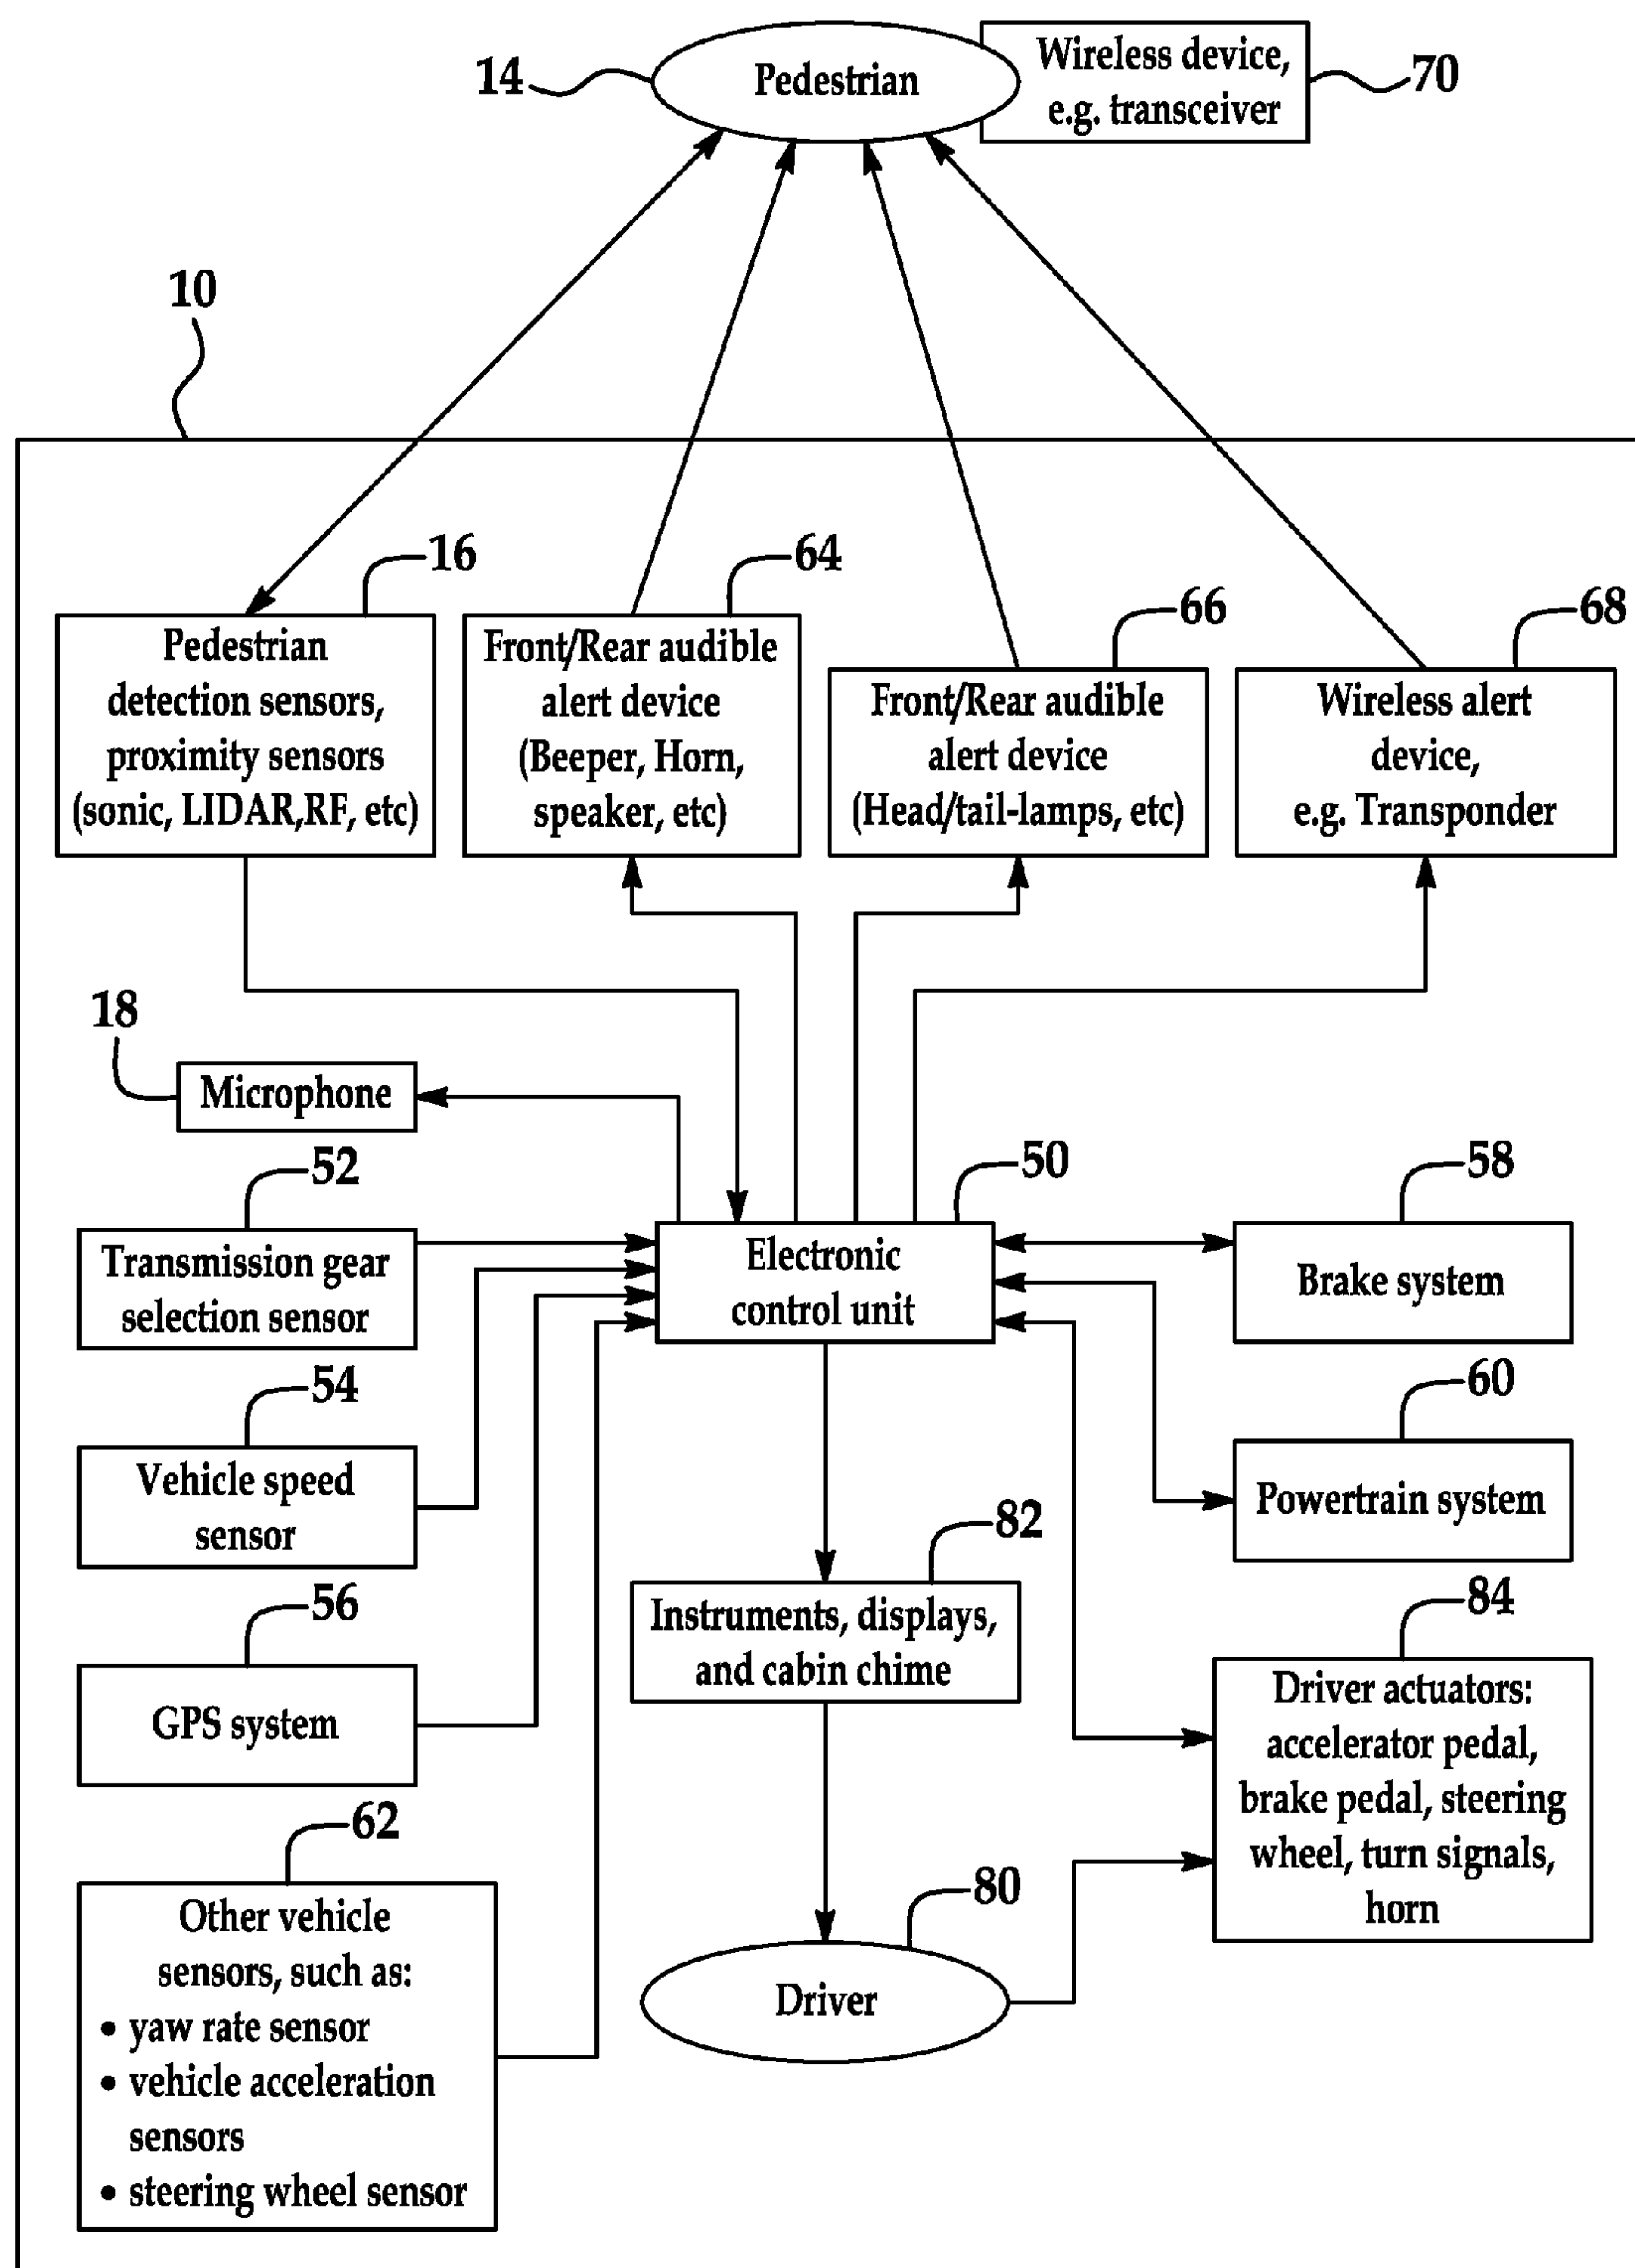 14
Pedestrian
Wireless device,
e.g. transceiver
70
10
16
Pedestrian
detection sensors,
proximity sensors
(sonic, LIDAR,RF, etc)
64
Front/Rear audible
alert device
(Beeper, Horn,
speaker, etc)
66
Front/Rear audible
alert device
(Head/tail-lamps, etc)
68
Wireless alert
device,
e.g. Transponder
18
Microphone
52
Transmission gear
selection sensor
50
Electronic
control unit
58
Brake system
54
Vehicle speed
sensor
60
Powertrain system
82
Instruments, displays,
and cabin chime
56
GPS system
84
Driver actuators:
accelerator pedal,
brake pedal, steering
wheel, turn signals,
horn
62
Other vehicle
sensors, such as:
• yaw rate sensor
• vehicle acceleration
sensors
• steering wheel sensor
80
Driver